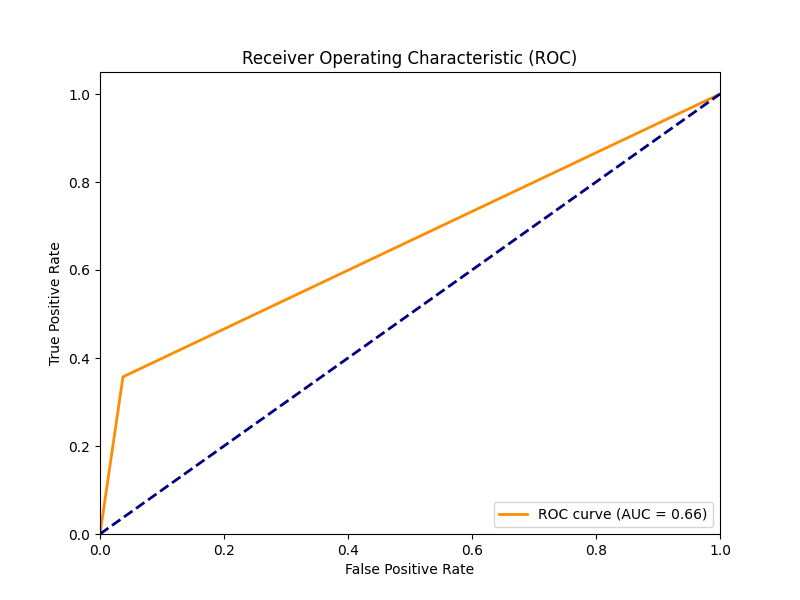 Receiver Operating Characteristic (ROC)
1.0
0.8
0.6
0.4
0.2
0.0
True Positive Rate
ROC curve (AUC = 0.66)
0.0 0.2 0.4 0.6 0.8 1.0
False Positive Rate